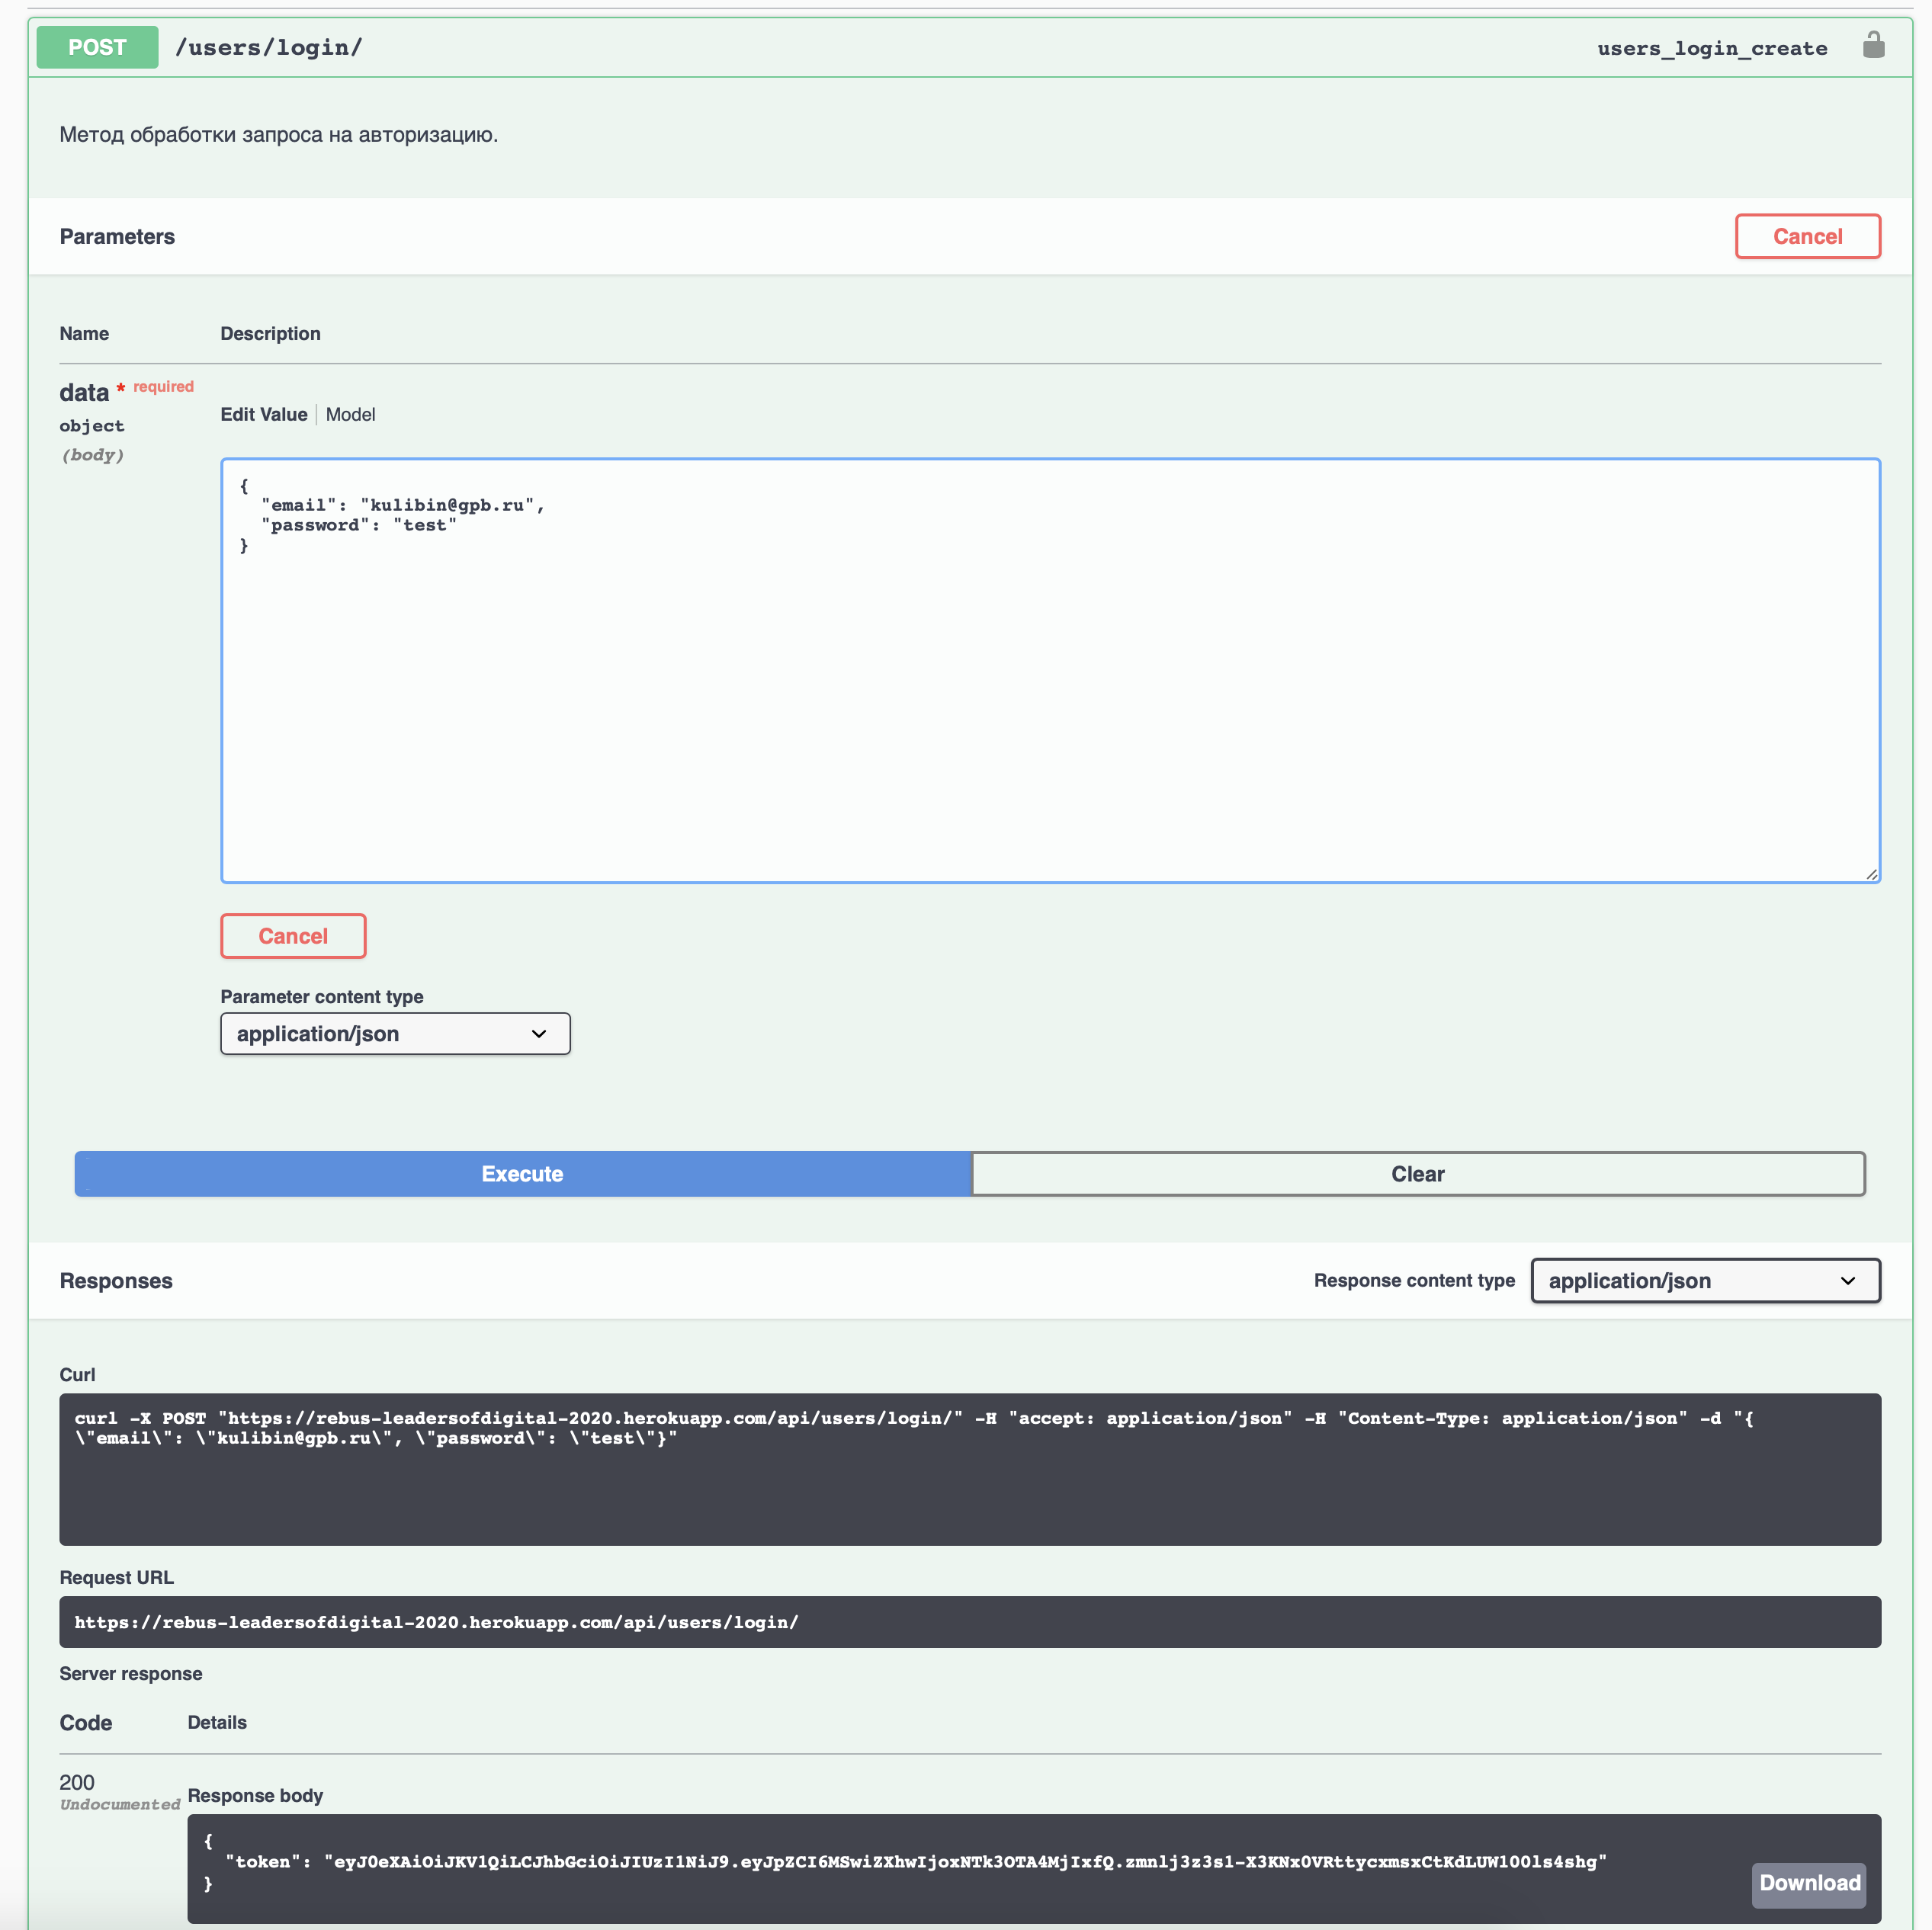 POST /users/login/ users_login_create
Метод обработки запроса на авторизацию.
Parameters Cancel
Name Description
data * required
object
(body)
Edit Value Model
{
"email": "kulibin@gpb.ru",
"password": "test"
}
Cancel
Parameter content type
application/json
Execute Clear
Responses Response content type application/json
Curl
curl -X POST "https://rebus-leadersofdigital-2020.herokuapp.com/api/users/login/" -H "accept: application/json" -H "Content-Type: application/json" -d "{
\"email\": \"kulibin@gpb.ru\", \"password\": \"test\"}"
Request URL
https://rebus-leadersofdigital-2020.herokuapp.com/api/users/login/
Server response
Code Details
200
Undocumented
Response body
{
"token": "eyJ0eXAiOiJKV1QiLCJhbGciOiJIUzI1NiJ9.eyJpZCI6MSwiZXhwIjoxNTk3OTA4MjIxfQ.zmnlj3z3s1-X3KNx0VRttycxmsxCtKdLUW1OOls4shg"
}
Download